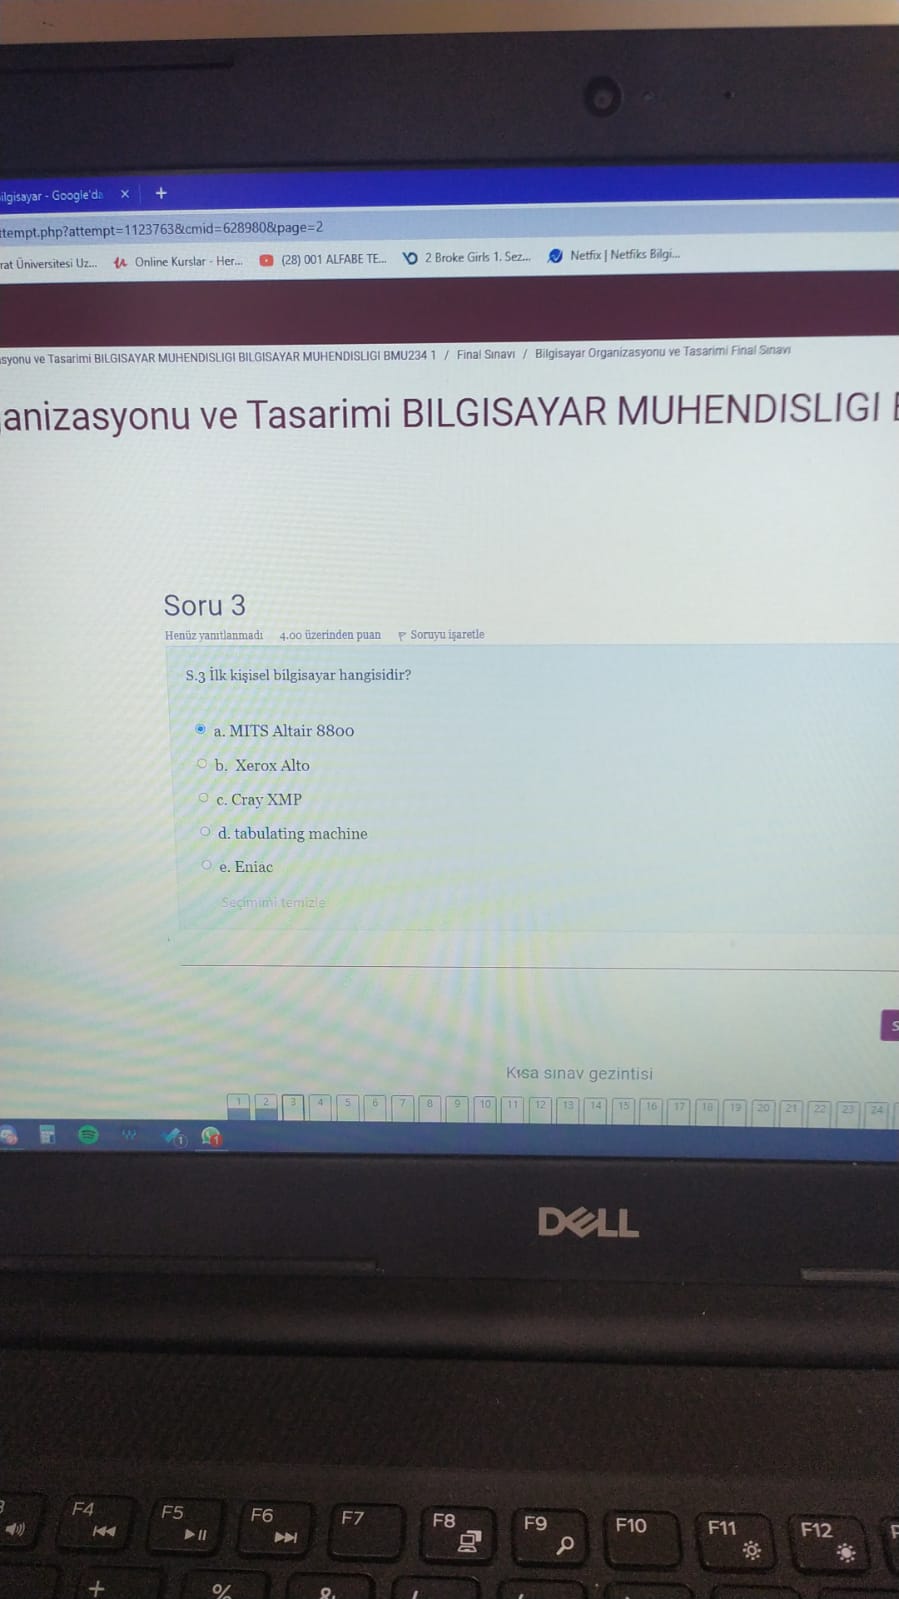 ilgisayar - Google'da
ttempt.php?attempt=1123763&cmid=628980&page=2
rat Üniversitesi Uz...
Online Kurslar - Her...
(28) 001 ALFABE TE...
2 Broke Girls 1. Sez...
Netfix | Netfiks Bilgi...
asyonu ve Tasarimi BILGISAYAR MUHENDISLIGI BILGISAYAR MUHENDISLIGI BMU234 1 / Final Sınavı / Bilgisayar Organizasyonu ve Tasarimi Final Sınavı
anizasyonu ve Tasarimi BILGISAYAR MUHENDISLIGI
Soru 3
Henüz yanıtlanmadı 4.00 üzerinden puan Soruyu işaretle
S.3 İlk kişisel bilgisayar hangisidir?
a. MITS Altair 8800
b. Xerox Alto
c. Cray XMP
d. tabulating machine
e. Eniac
Seçimimi temizle
S
Kısa sınav gezintisi
1 2 3 4 5 6 7 8 9 10 11 12 13 14 15 16 17 18 19 20 21 22 23 24
1
1
DELL
F4 F5 F6 F7 F8 F9 F10 F11 F12
+ % &